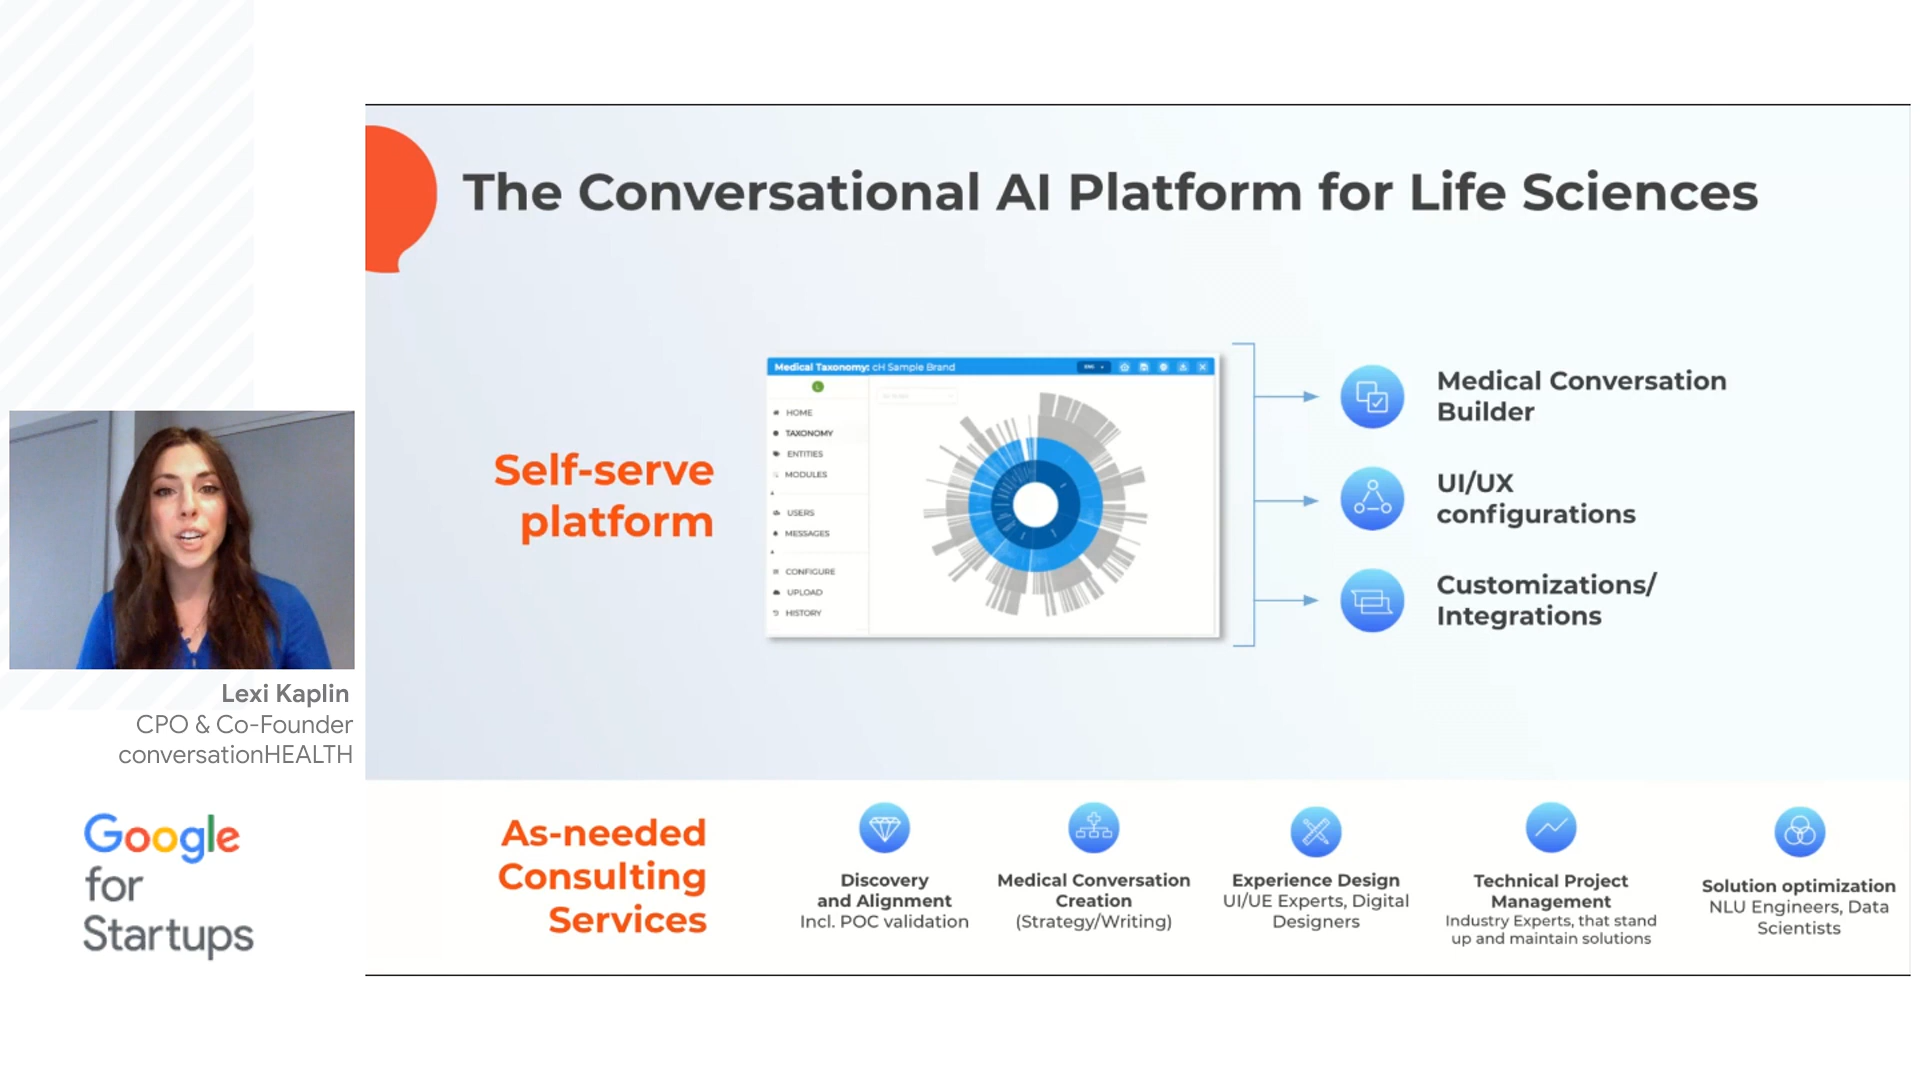 The Conversational AI Platform for Life Sciences
Self-serve
platform
Medical Taxonomy: cH Sample Brand
ENG
L
HOME
TAXONOMY
ENTITIES
MODULES
USERS
MESSAGES
CONFIGURE
UPLOAD
HISTORY
Medical Conversation
Builder
UI/UX
configurations
Customizations/
Integrations
Lexi Kaplin
CPO & Co-Founder
conversationHEALTH
Google
for
Startups
As-needed
Consulting
Services
Discovery
and Alignment
Incl. POC validation
Medical Conversation
Creation
(Strategy/Writing)
Experience Design
UI/UE Experts, Digital
Designers
Technical Project
Management
Industry Experts, that stand
up and maintain solutions
Solution optimization
NLU Engineers, Data
Scientists